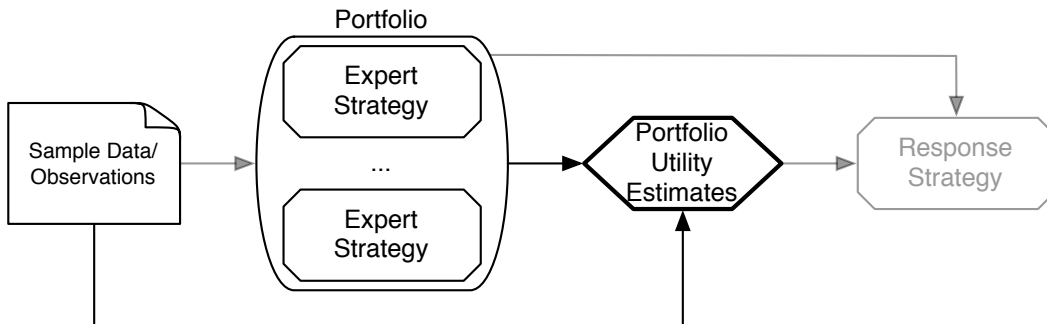 Portfolio
Expert
Strategy
Sample Data/
Observations
...
Expert
Strategy
Portfolio
Utility
Estimates
Response
Strategy